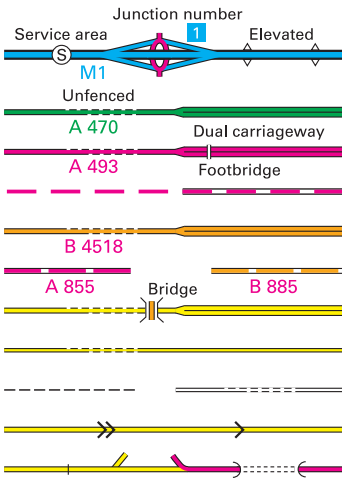 Junction number
Service area
1
Elevated
S
M1
Unfenced
A 470
Dual carriageway
A 493
Footbridge
B 4518
A 855
Bridge
B 885